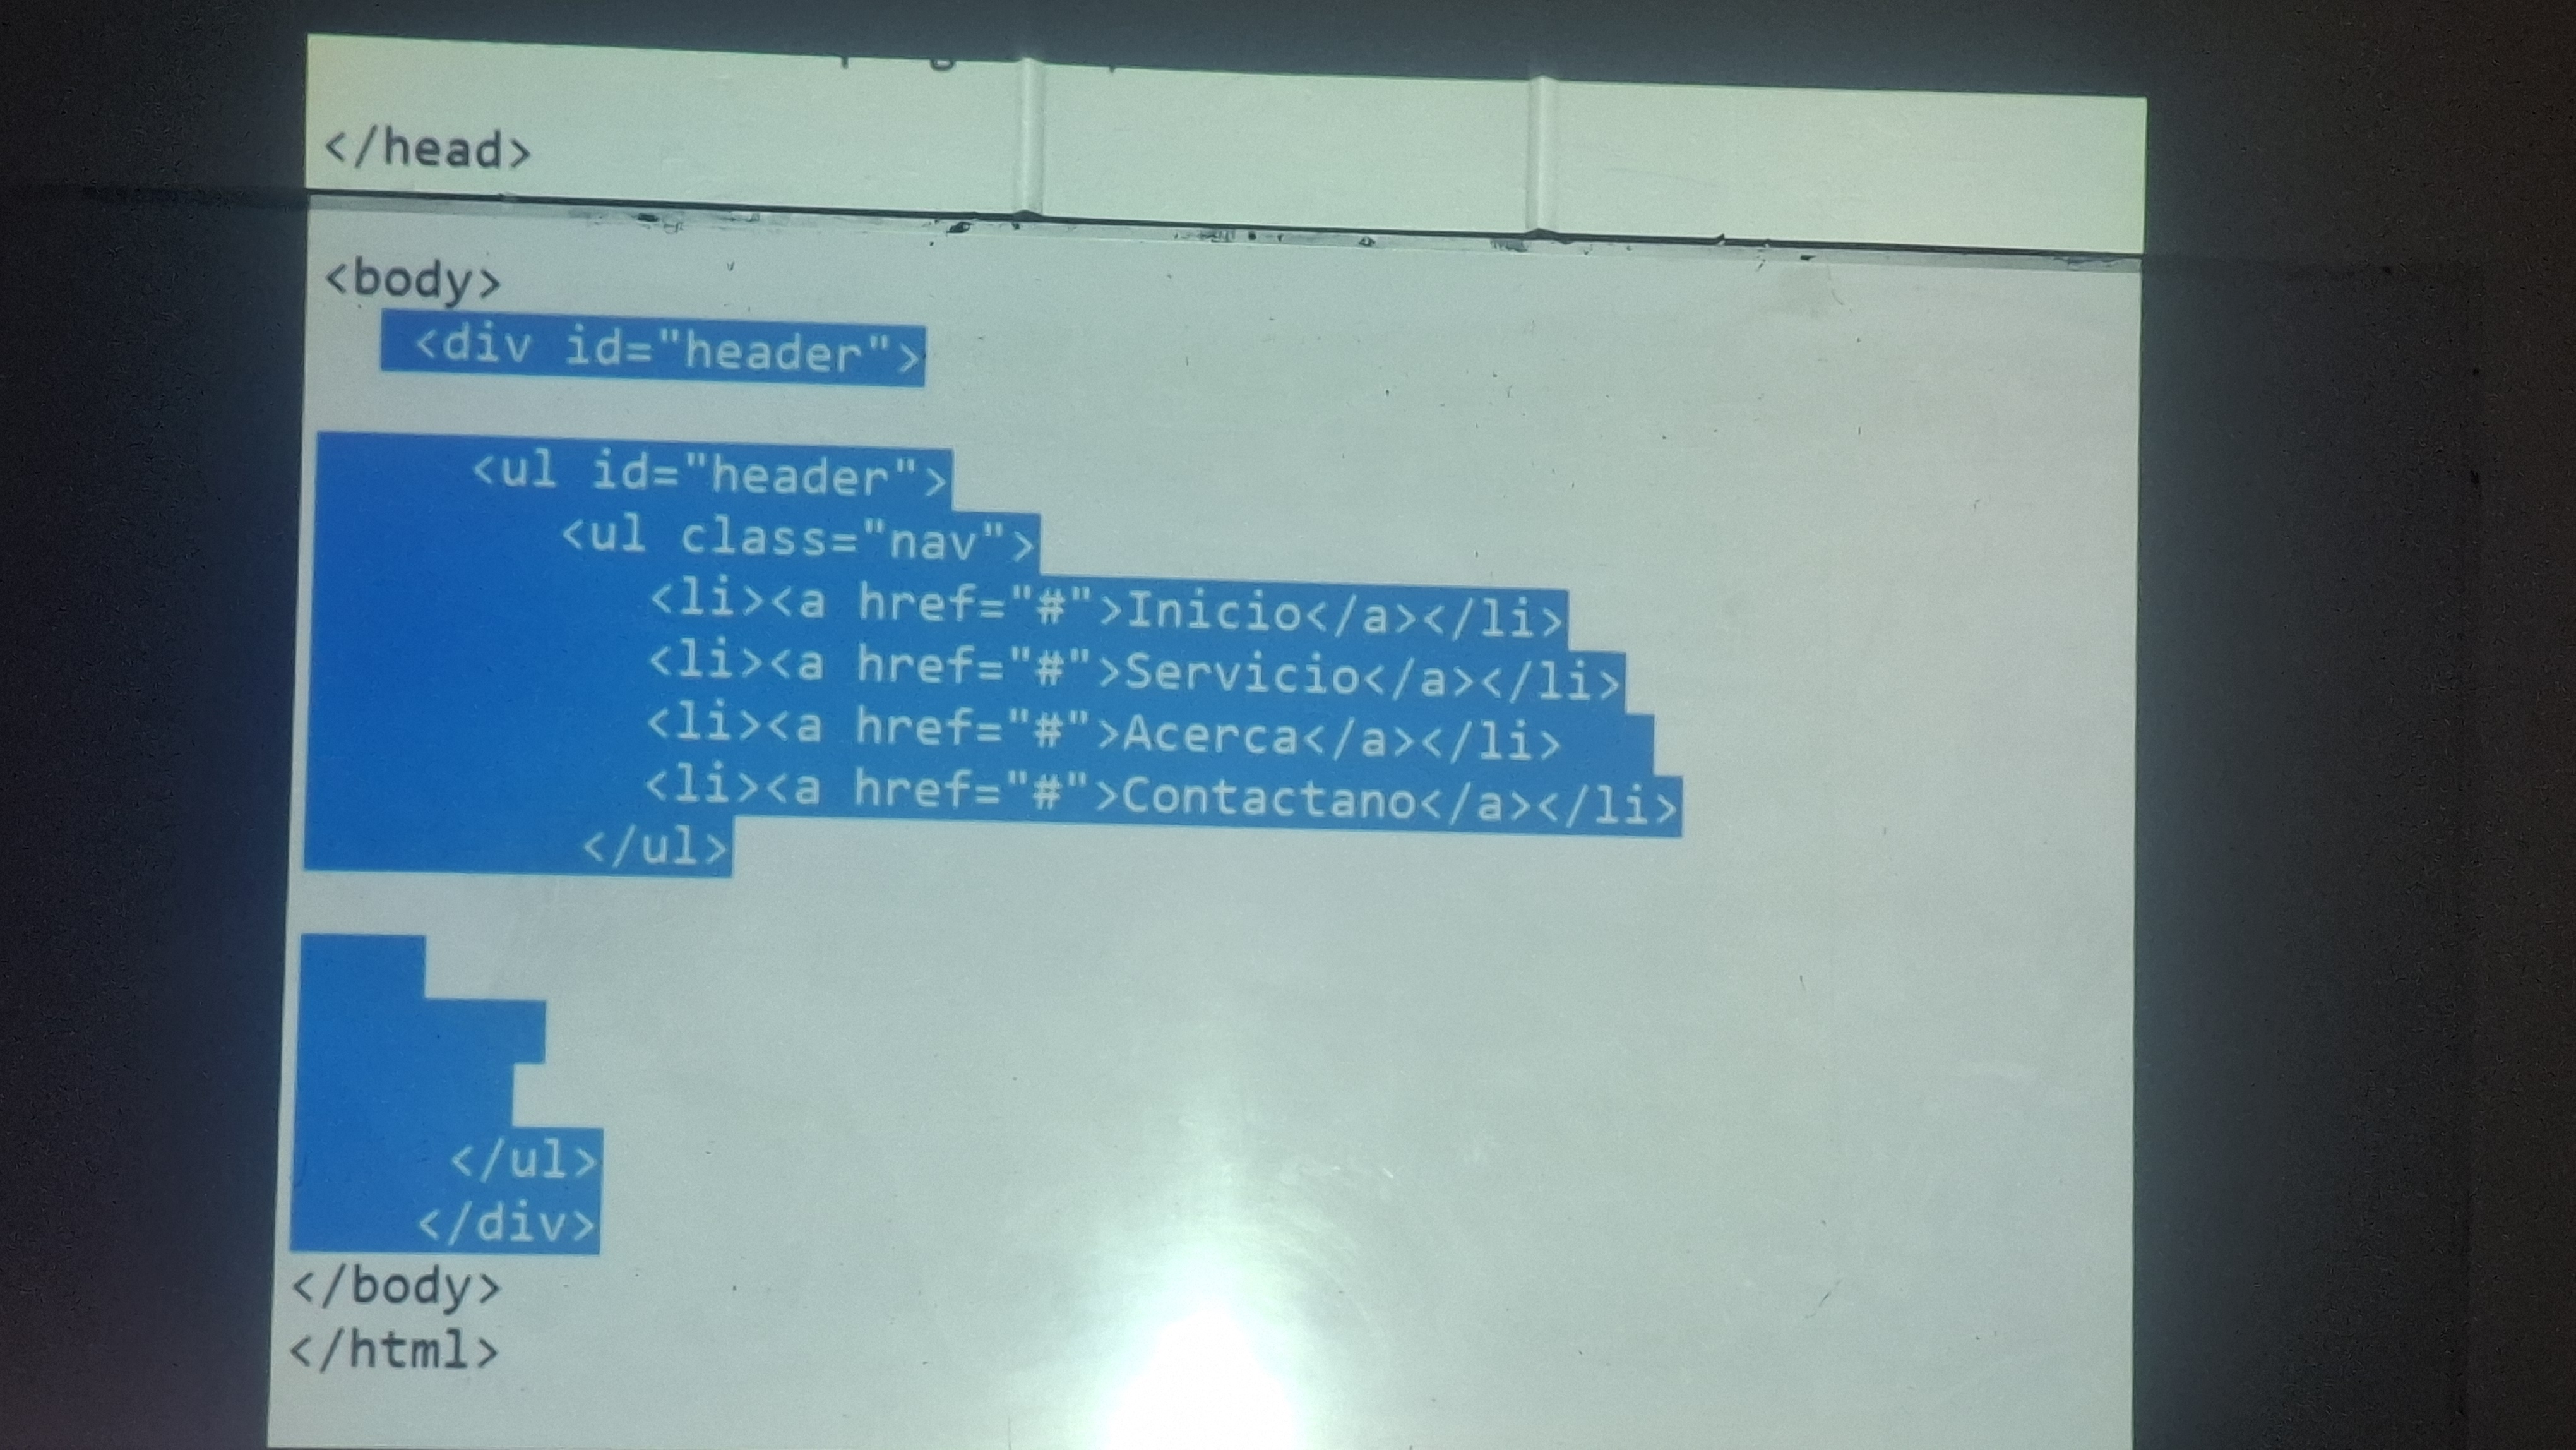 </head>
<body>
<div id="header">
<ul id="header">
<ul class="nav">
<li><a href="#">Inicio</a></li>
<li><a href="#">Servicio</a></li>
<li><a href="#">Acerca</a></li>
<li><a href="#">Contactano</a></li>
</ul>
</ul>
</div>
</body>
</html>